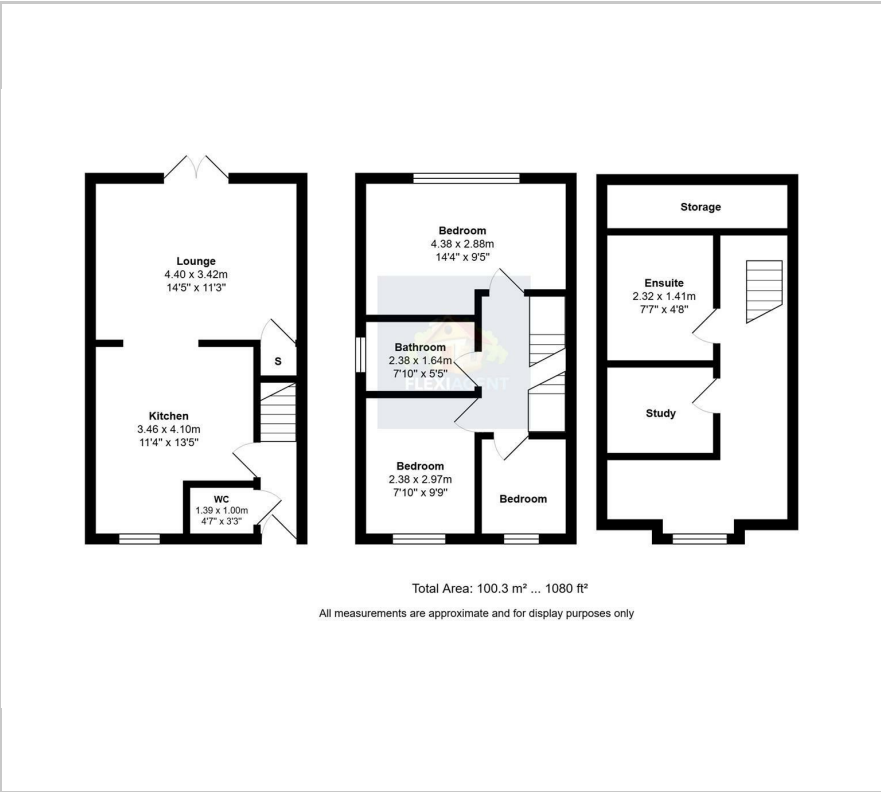 Lounge
4.40 x 3.42m
14'5" x 11'3"
S
Kitchen
3.46 x 4.10m
11'4" x 13'5"
WC
1.39 x 1.00m
4'7" x 3'3"
Bedroom
4.38 x 2.88m
14'4" x 9'5"
Bathroom
2.38 x 1.64m
7'10" x 5'5"
FLEXIAGENT
Bedroom
2.38 x 2.97m
7'10" x 9'9"
Bedroom
Storage
Ensuite
2.32 x 1.41m
7'7" x 4'8"
Study
Total Area: 100.3 m² ... 1080 ft²
All measurements are approximate and for display purposes only